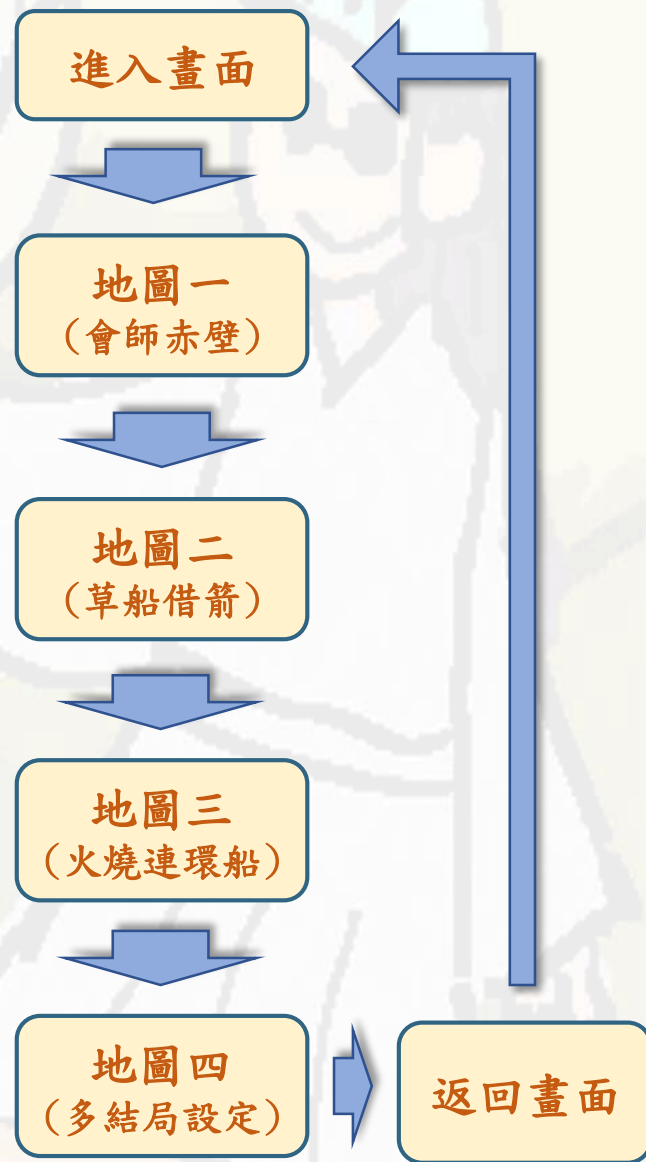 進入畫面
地圖一
（會師赤壁）
地圖二
（草船借箭）
地圖三
（火燒連環船）
地圖四
（多結局設定）
返回畫面